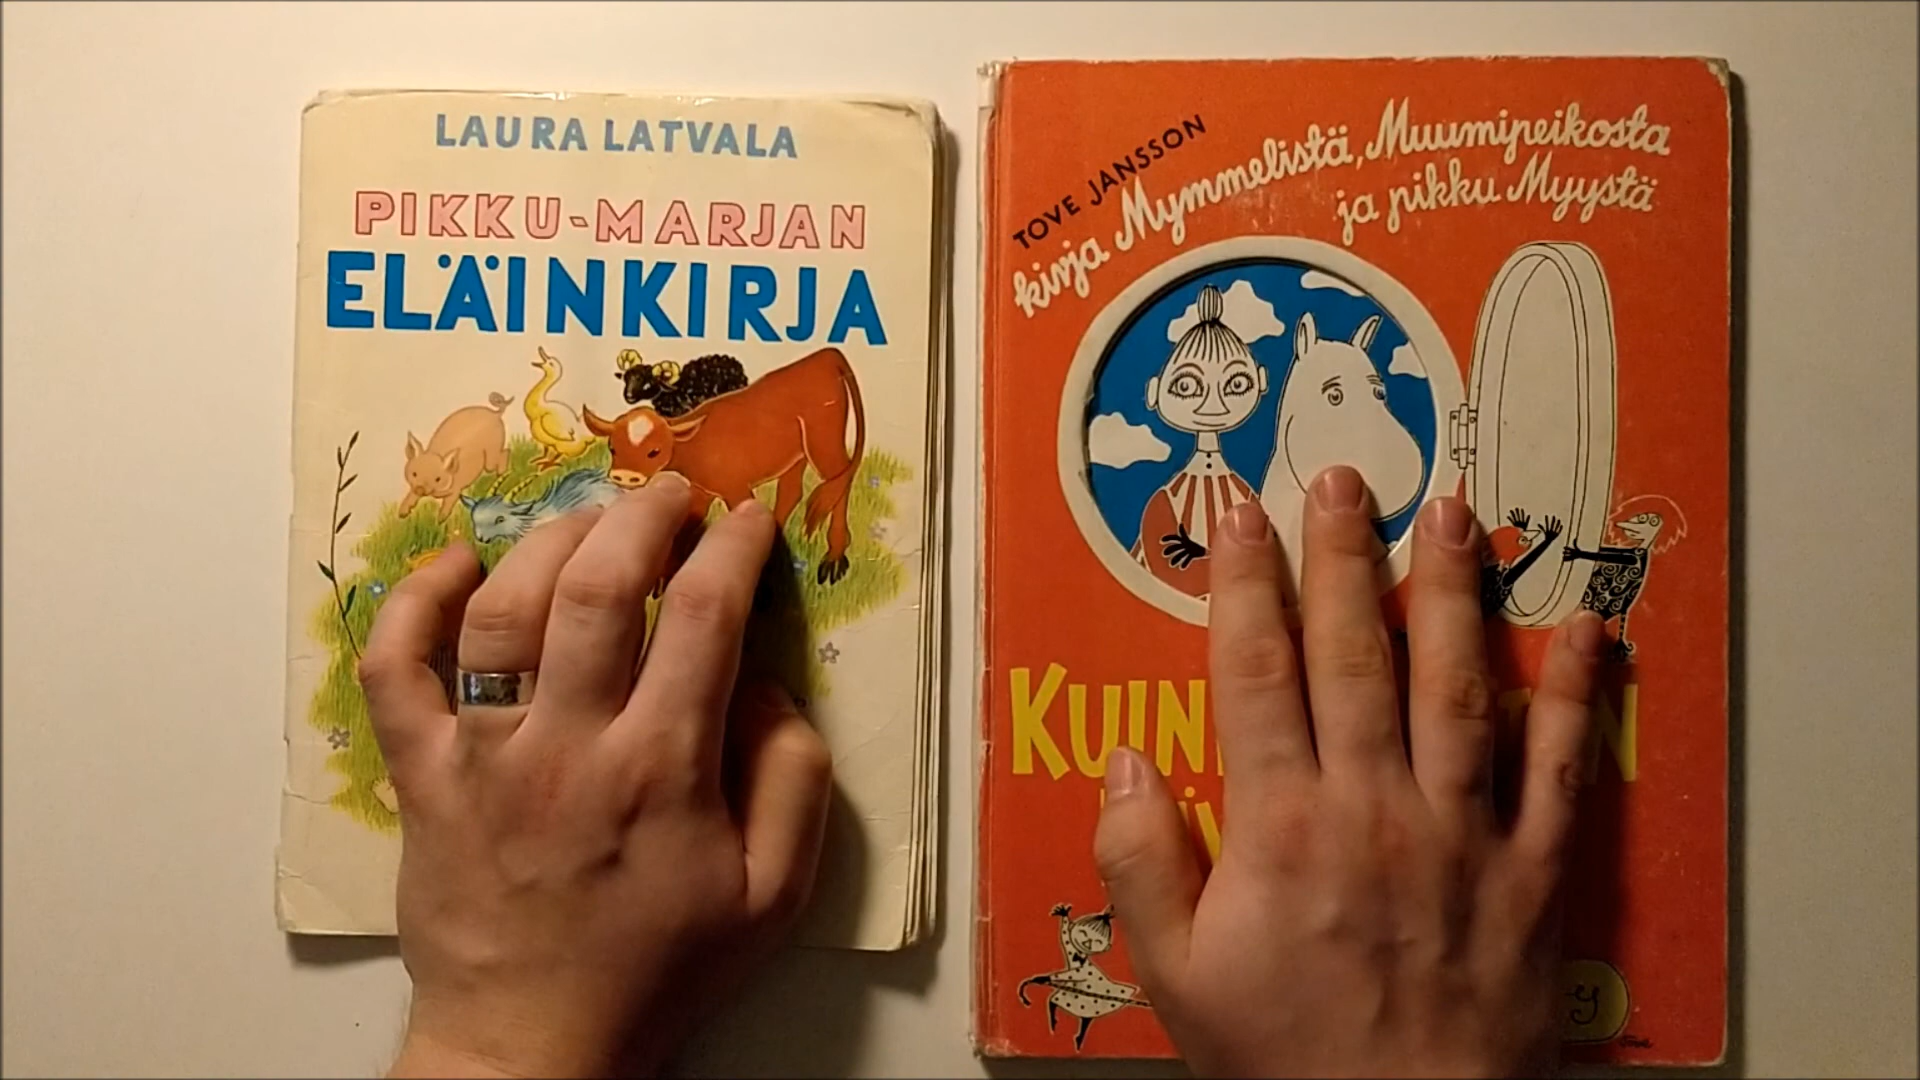 LAURA LATVALA
PIKKU-MARJAN
ELÄINKIRJA
TOVE JANSSON
kirja Mymmelistä, Muumipeikosta
ja pikku Myystä